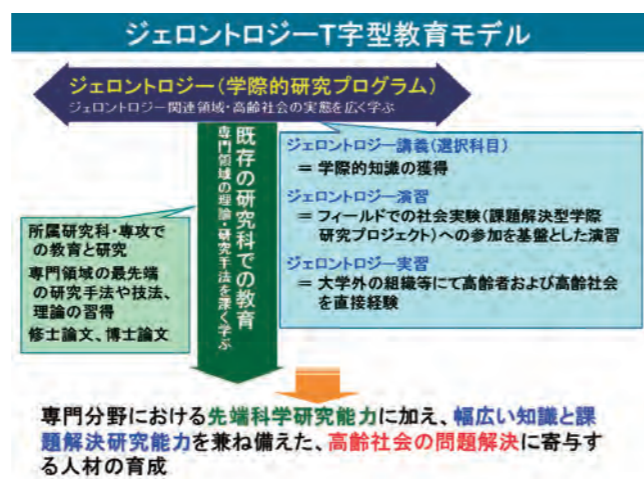 ジェロントロジーT字型教育モデル
ジェロントロジー(学際的研究プログラム)
ジェロントロジー関連領域・高齢社会の実態を広く学ぶ
既存の研究科での教育
専門領域の理論・研究手法を深く学ぶ
所属研究科・専攻で
の教育と研究
専門領域の最先端
の研究手法や技法、
理論の習得
修士論文、博士論文
ジェロントロジー講義(選択科目)
= 学際的知識の獲得
ジェロントロジー演習
= フィールドでの社会実験(課題解決型学際
研究プロジェクト)への参加を基盤とした演習
ジェロントロジー実習
= 大学外の組織等にて高齢者および高齢社会
を直接経験
専門分野における先端科学研究能力に加え、幅広い知識と課
題解決研究能力を兼ね備えた、高齢社会の問題解決に寄与す
る人材の育成